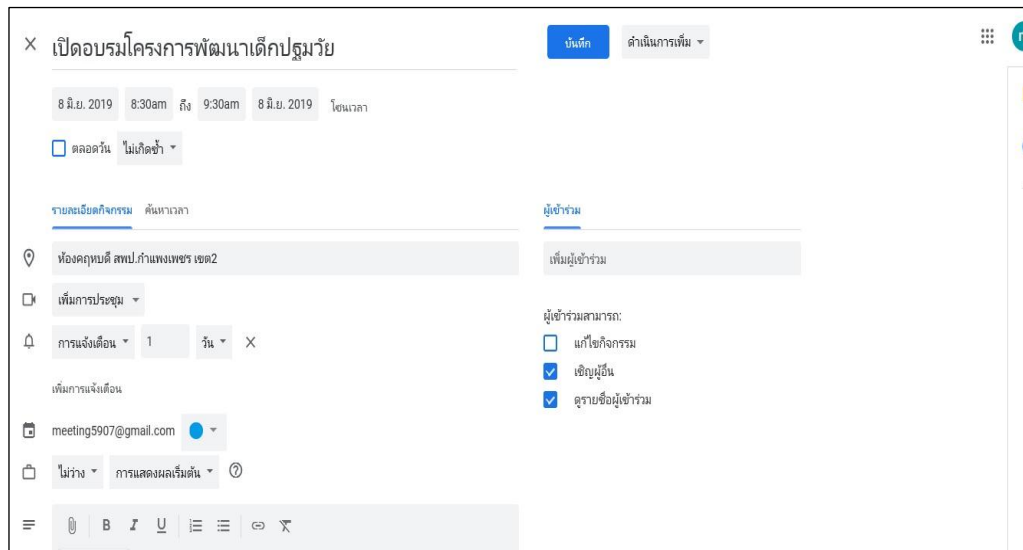 เปิดอบรมโครงการพัฒนาเด็กปฐมวัย
บันทึก
ดำเนินการเพิ่ม
8 มิ.ย. 2019 8:30am ถึง 9:30am 8 มิ.ย. 2019 โซนเวลา
ตลอดวัน ไม่เกิดซ้ำ
รายละเอียดกิจกรรม ค้นหาเวลา
ห้องคฤหบดี สพป.กำแพงเพชร เขต2
เพิ่มการประชุม
การแจ้งเตือน 1 วัน
เพิ่มการแจ้งเตือน
meeting5907@gmail.com
ไม่ว่าง การแสดงผลเริ่มต้น
B I U
ผู้เข้าร่วม
เพิ่มผู้เข้าร่วม
ผู้เข้าร่วมสามารถ:
แก้ไขกิจกรรม
เชิญผู้อื่น
ดูรายชื่อผู้เข้าร่วม